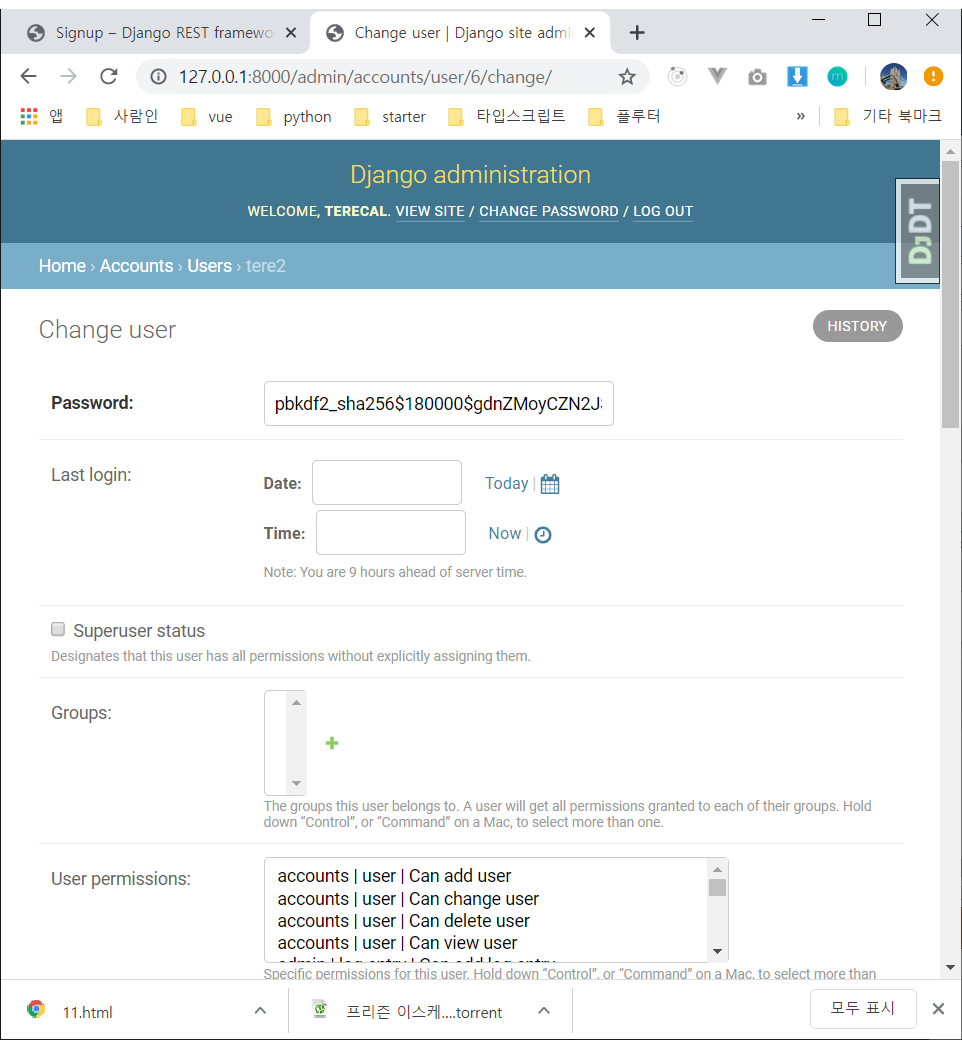 Signup – Django REST framewo
Change user | Django site admi
127.0.0.1:8000/admin/accounts/user/6/change/
앱 사람인 vue python starter 타입스크립트 플루터 » 기타 북마크
Django administration
WELCOME, TERECAL. VIEW SITE / CHANGE PASSWORD / LOG OUT
DjDT
Home › Accounts › Users › tere2
Change user
HISTORY
Password:
pbkdf2_sha256$180000$gdnZMoyCZN2J
Last login:
Date: Today |
Time: Now |
Note: You are 9 hours ahead of server time.
Superuser status
Designates that this user has all permissions without explicitly assigning them.
Groups:
The groups this user belongs to. A user will get all permissions granted to each of their groups. Hold
down “Control”, or “Command” on a Mac, to select more than one.
User permissions:
accounts | user | Can add user
accounts | user | Can change user
accounts | user | Can delete user
accounts | user | Can view user
admin | log entry | Can add log entry
Specific permissions for this user. Hold down “Control”, or “Command” on a Mac, to select more than
11.html
프리즌 이스케....torrent
모두 표시